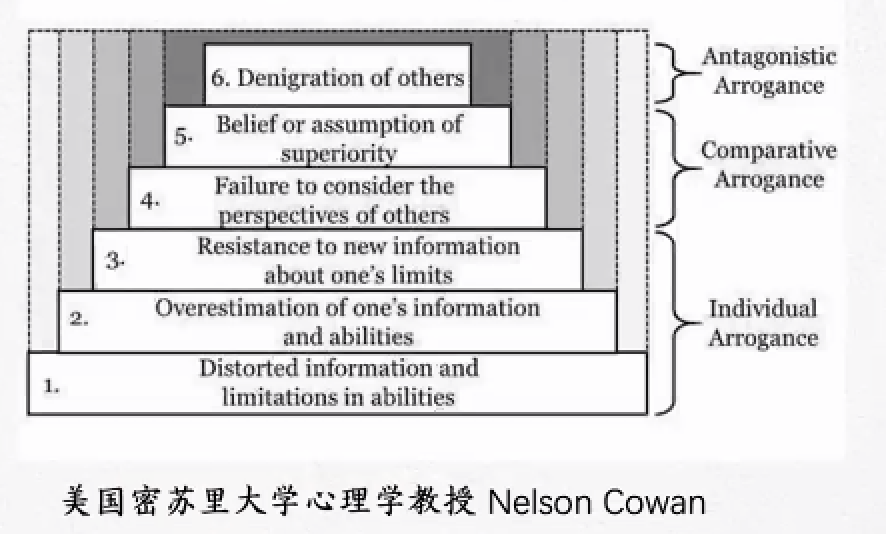 6. Denigration of others
Antagonistic
Arrogance
5. Belief or assumption of
superiority
Comparative
Arrogance
4. Failure to consider the
perspectives of others
3. Resistance to new information
about one's limits
2. Overestimation of one's information
and abilities
Individual
Arrogance
1. Distorted information and
limitations in abilities
美国密苏里大学心理学教授 Nelson Cowan